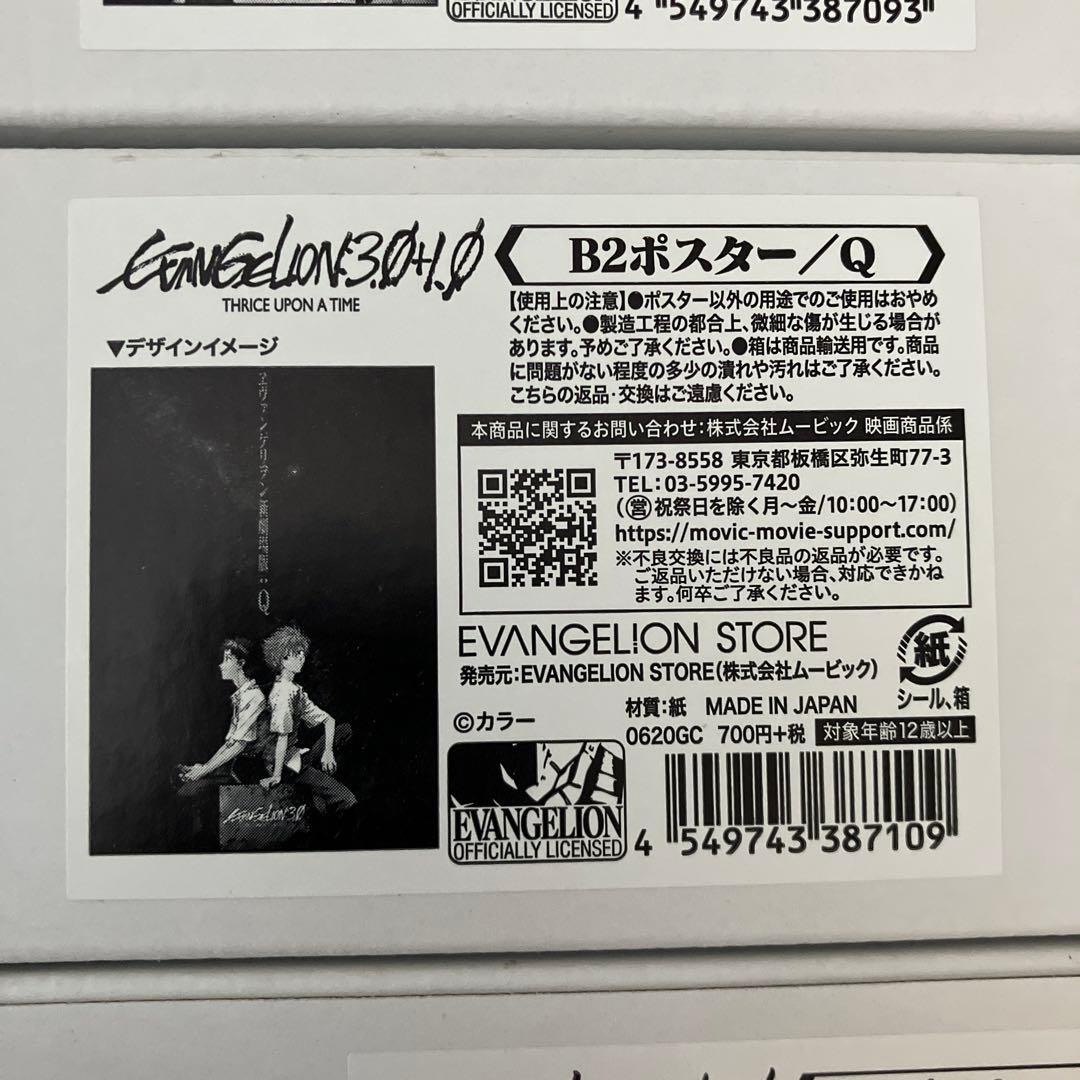 OFFICIALLY LICENSED
4 549743 387093
EVANGELION:3.0+1.0
THRICE UPON A TIME
B2ポスター/Q
【使用上の注意】●ポスター以外の用途でのご使用はおやめ
ください。●製造工程の都合上、微細な傷が生じる場合が
あります。予めご了承ください。●箱は商品輸送用です。商品
に問題がない程度の多少の潰れや汚れはご了承ください。
こちらの返品・交換はご遠慮ください。
▼デザインイメージ
ヱヴァンゲリヲン新劇場版:Q
EVANGELION:3.0
本商品に関するお問い合わせ:株式会社ムービック 映画商品係
〒173-8558 東京都板橋区弥生町77-3
TEL:03-5995-7420
(営祝祭日を除く月〜金/10:00〜17:00)
https://movic-movie-support.com/
※不良交換には不良品の返品が必要です。
ご返品いただけない場合、対応できかね
ます。何卒ご了承ください。
EVANGELION STORE
発売元:EVANGELION STORE(株式会社ムービック)
紙
シール、箱
©カラー
材質:紙 MADE IN JAPAN
0620GC 700円+税 対象年齢12歳以上
EVANGELION
OFFICIALLY LICENSED
4 549743 387109